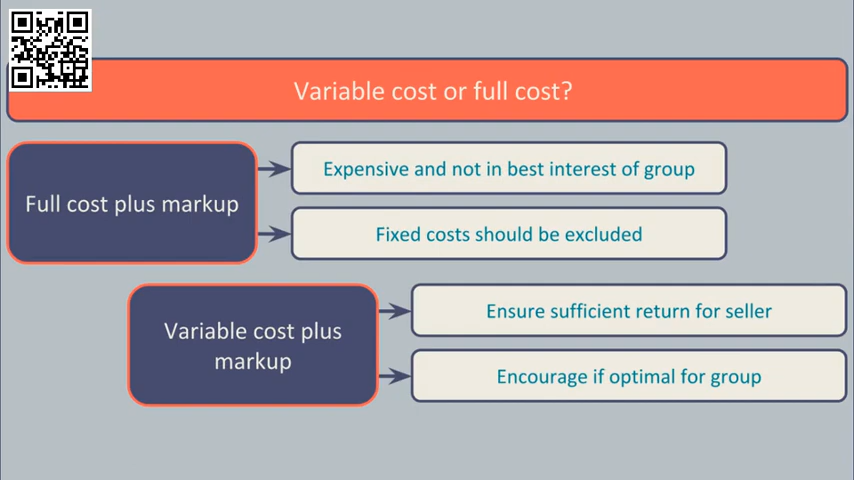 Variable cost or full cost?
Full cost plus markup
Expensive and not in best interest of group
Fixed costs should be excluded
Variable cost plus
markup
Ensure sufficient return for seller
Encourage if optimal for group